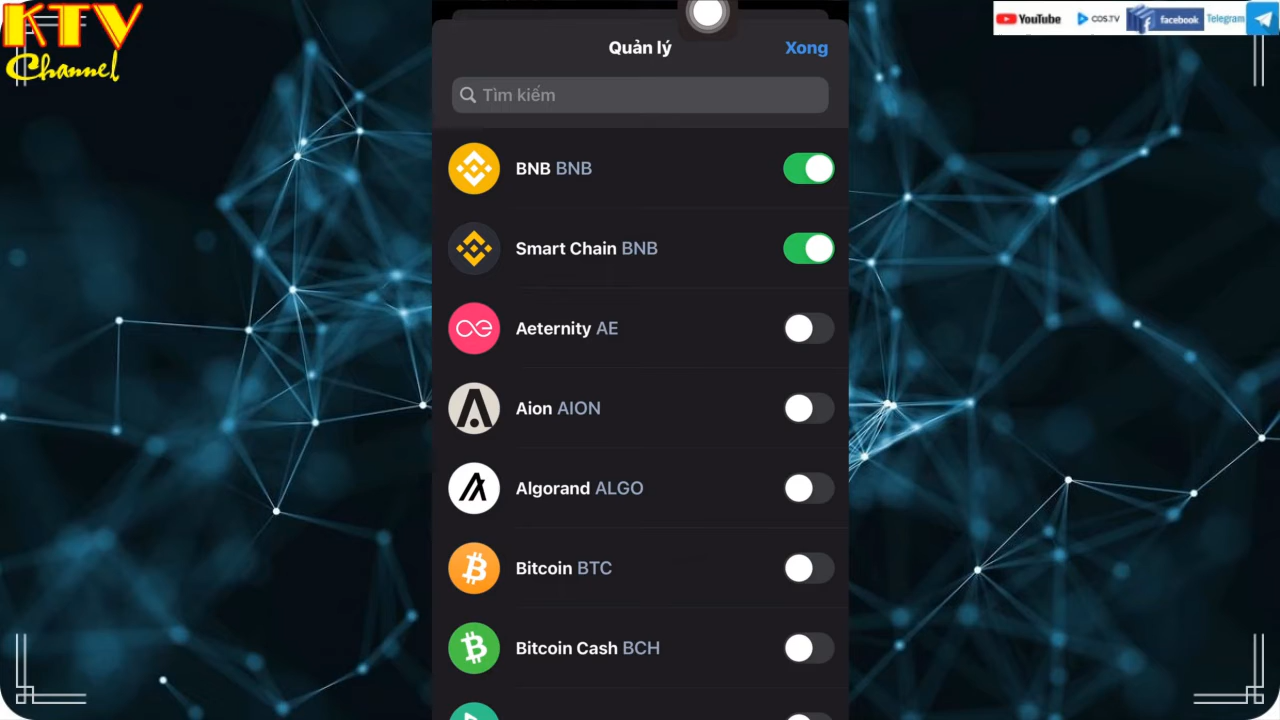 KTV
Channel
YouTube
COS.TV
facebook
Telegram
Quản lý
Xong
Tìm kiếm
BNB BNB
Smart Chain BNB
Aeternity AE
Aion AION
Algorand ALGO
Bitcoin BTC
Bitcoin Cash BCH